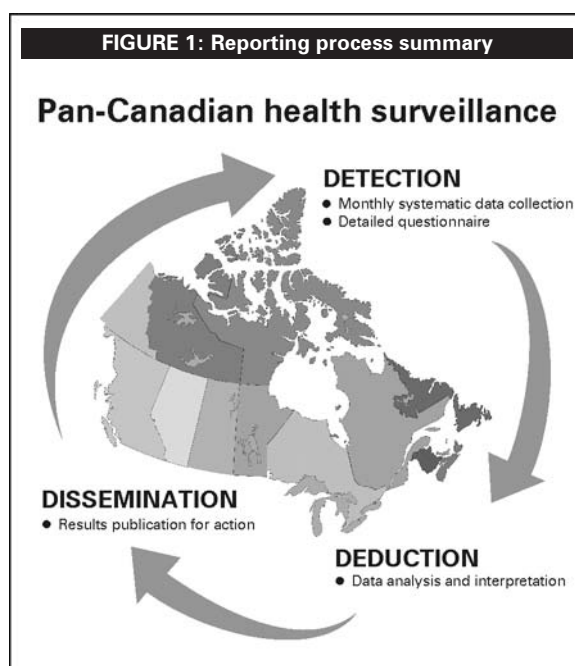 FIGURE 1: Reporting process summary
Pan-Canadian health surveillance
DETECTION
● Monthly systematic data collection
● Detailed questionnaire
DISSEMINATION
● Results publication for action
DEDUCTION
● Data analysis and interpretation